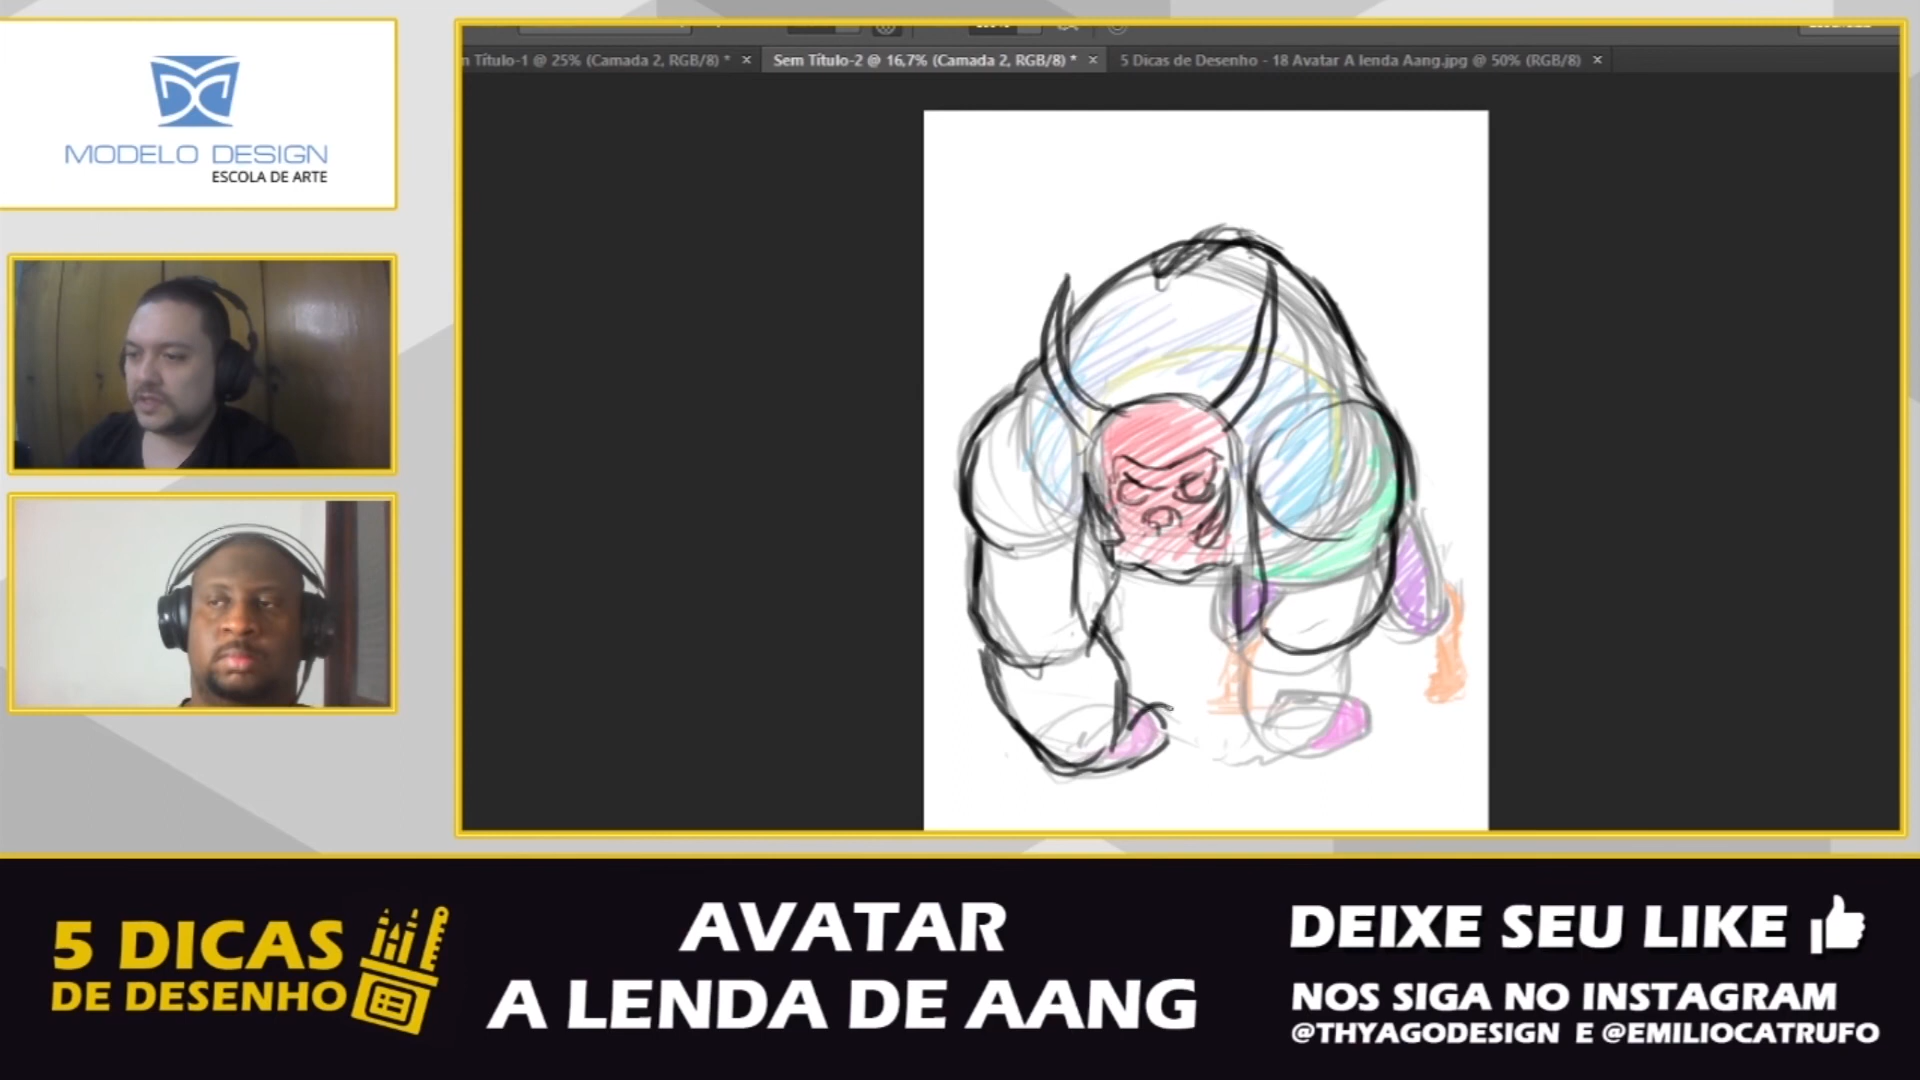 MODELO DESIGN
ESCOLA DE ARTE
Título-1 @ 25% (Camada 2, RGB/8) * ×
Sem Título-2 @ 16,7% (Camada 2, RGB/8) * ×
5 Dicas de Desenho - 18 Avatar A lenda Aang.jpg @ 50% (RGB/8) ×
5 DICAS
DE DESENHO
AVATAR
A LENDA DE AANG
DEIXE SEU LIKE
NOS SIGA NO INSTAGRAM
@THYAGODESIGN E @EMILIOCATRUFO